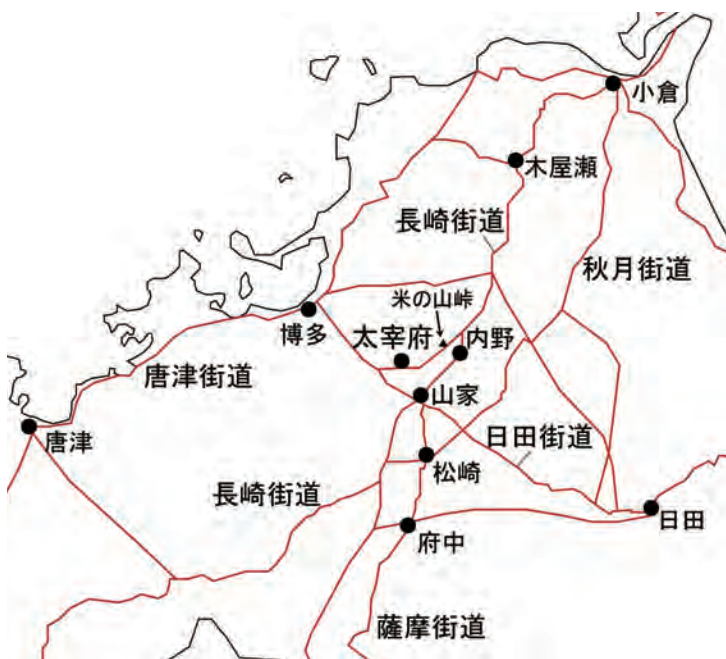 小倉
木屋瀬
長崎街道
秋月街道
米の山峠
博多
太宰府
内野
唐津街道
山家
唐津
日田街道
松崎
長崎街道
日田
府中
薩摩街道